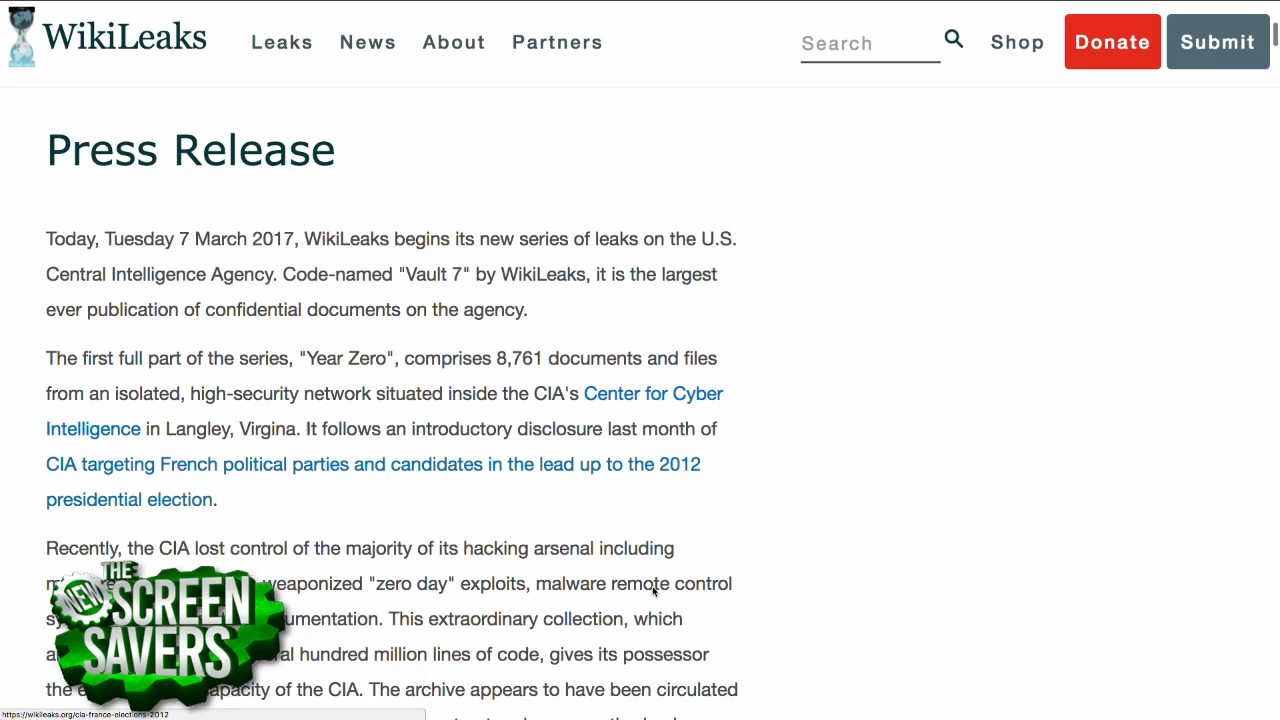 WikiLeaks
Leaks News About Partners
Search
Shop
Donate
Submit
Press Release
Today, Tuesday 7 March 2017, WikiLeaks begins its new series of leaks on the U.S.
Central Intelligence Agency. Code-named "Vault 7" by WikiLeaks, it is the largest
ever publication of confidential documents on the agency.
The first full part of the series, "Year Zero", comprises 8,761 documents and files
from an isolated, high-security network situated inside the CIA's Center for Cyber
Intelligence in Langley, Virgina. It follows an introductory disclosure last month of
CIA targeting French political parties and candidates in the lead up to the 2012
presidential election.
Recently, the CIA lost control of the majority of its hacking arsenal including
weaponized "zero day" exploits, malware remote control
This extraordinary collection, which
hundred million lines of code, gives its possessor
the of the CIA. The archive appears to have been circulated
THE
NEW
SCREEN
SAVERS
https://wikileaks.org/cia-france-elections-2012